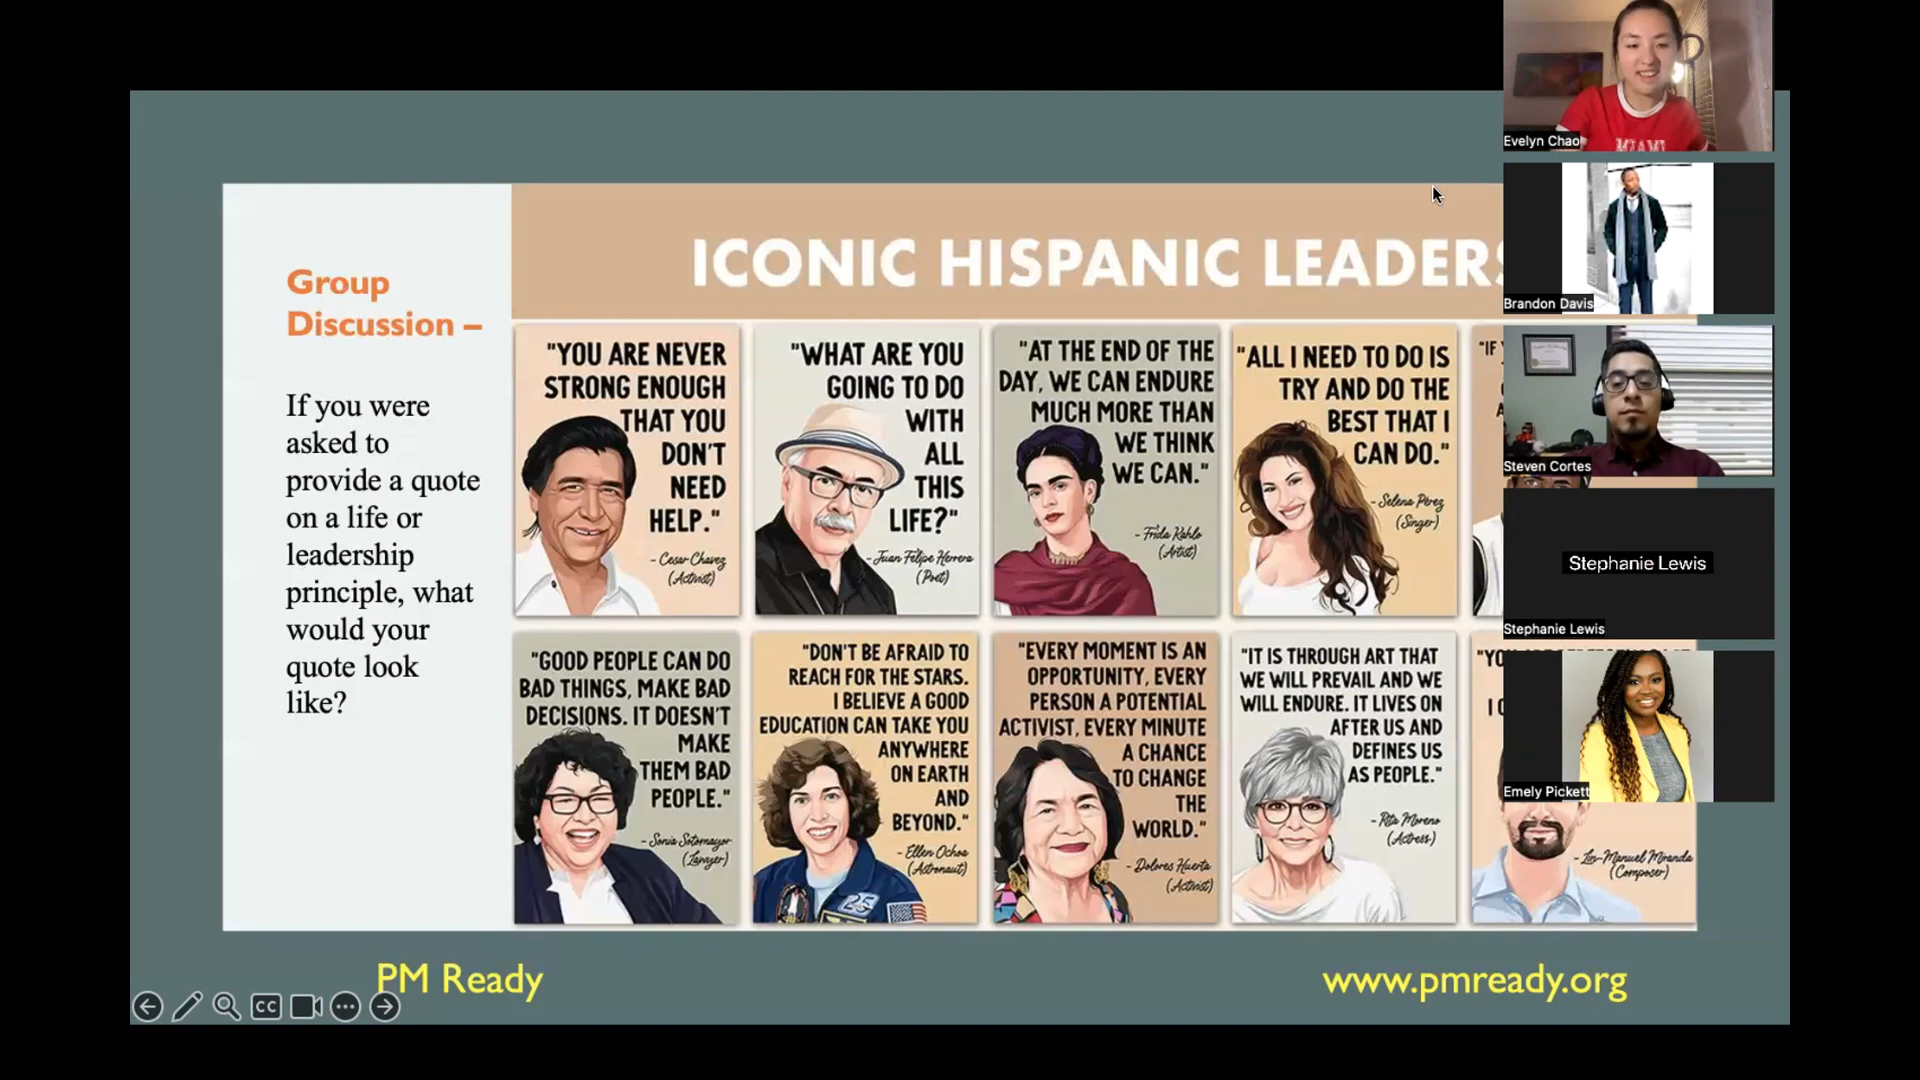 Group
Discussion –
If you were
asked to
provide a quote
on a life or
leadership
principle, what
would your
quote look
like?
ICONIC HISPANIC LEADERS
"YOU ARE NEVER
STRONG ENOUGH
THAT YOU
DON'T
NEED
HELP."
- Cesar Chavez
(Activist)
"WHAT ARE YOU
GOING TO DO
WITH
ALL
THIS
LIFE?"
- Juan Felipe Herrera
(Poet)
"AT THE END OF THE
DAY, WE CAN ENDURE
MUCH MORE THAN
WE THINK
WE CAN."
- Frida Kahlo
(Artist)
"ALL I NEED TO DO IS
TRY AND DO THE
BEST THAT I
CAN DO."
- Selena Perez
(Singer)
"IF
"GOOD PEOPLE CAN DO
BAD THINGS, MAKE BAD
DECISIONS. IT DOESN'T
MAKE
THEM BAD
PEOPLE."
- Sonia Sotomayor
(Lawyer)
"DON'T BE AFRAID TO
REACH FOR THE STARS.
I BELIEVE A GOOD
EDUCATION CAN TAKE YOU
ANYWHERE
ON EARTH
AND
BEYOND."
- Ellen Ochoa
(Astronaut)
"EVERY MOMENT IS AN
OPPORTUNITY, EVERY
PERSON A POTENTIAL
ACTIVIST, EVERY MINUTE
A CHANCE
TO CHANGE
THE
WORLD."
- Dolores Huerta
(Activist)
"IT IS THROUGH ART THAT
WE WILL PREVAIL AND WE
WILL ENDURE. IT LIVES ON
AFTER US AND
DEFINES US
AS PEOPLE."
- Rita Moreno
(Actress)
- Lin-Manuel Miranda
(Composer)
PM Ready
www.pmready.org
CC
Evelyn Chao
MIAMI
Brandon Davis
Steven Cortes
Stephanie Lewis
Stephanie Lewis
Emely Pickett